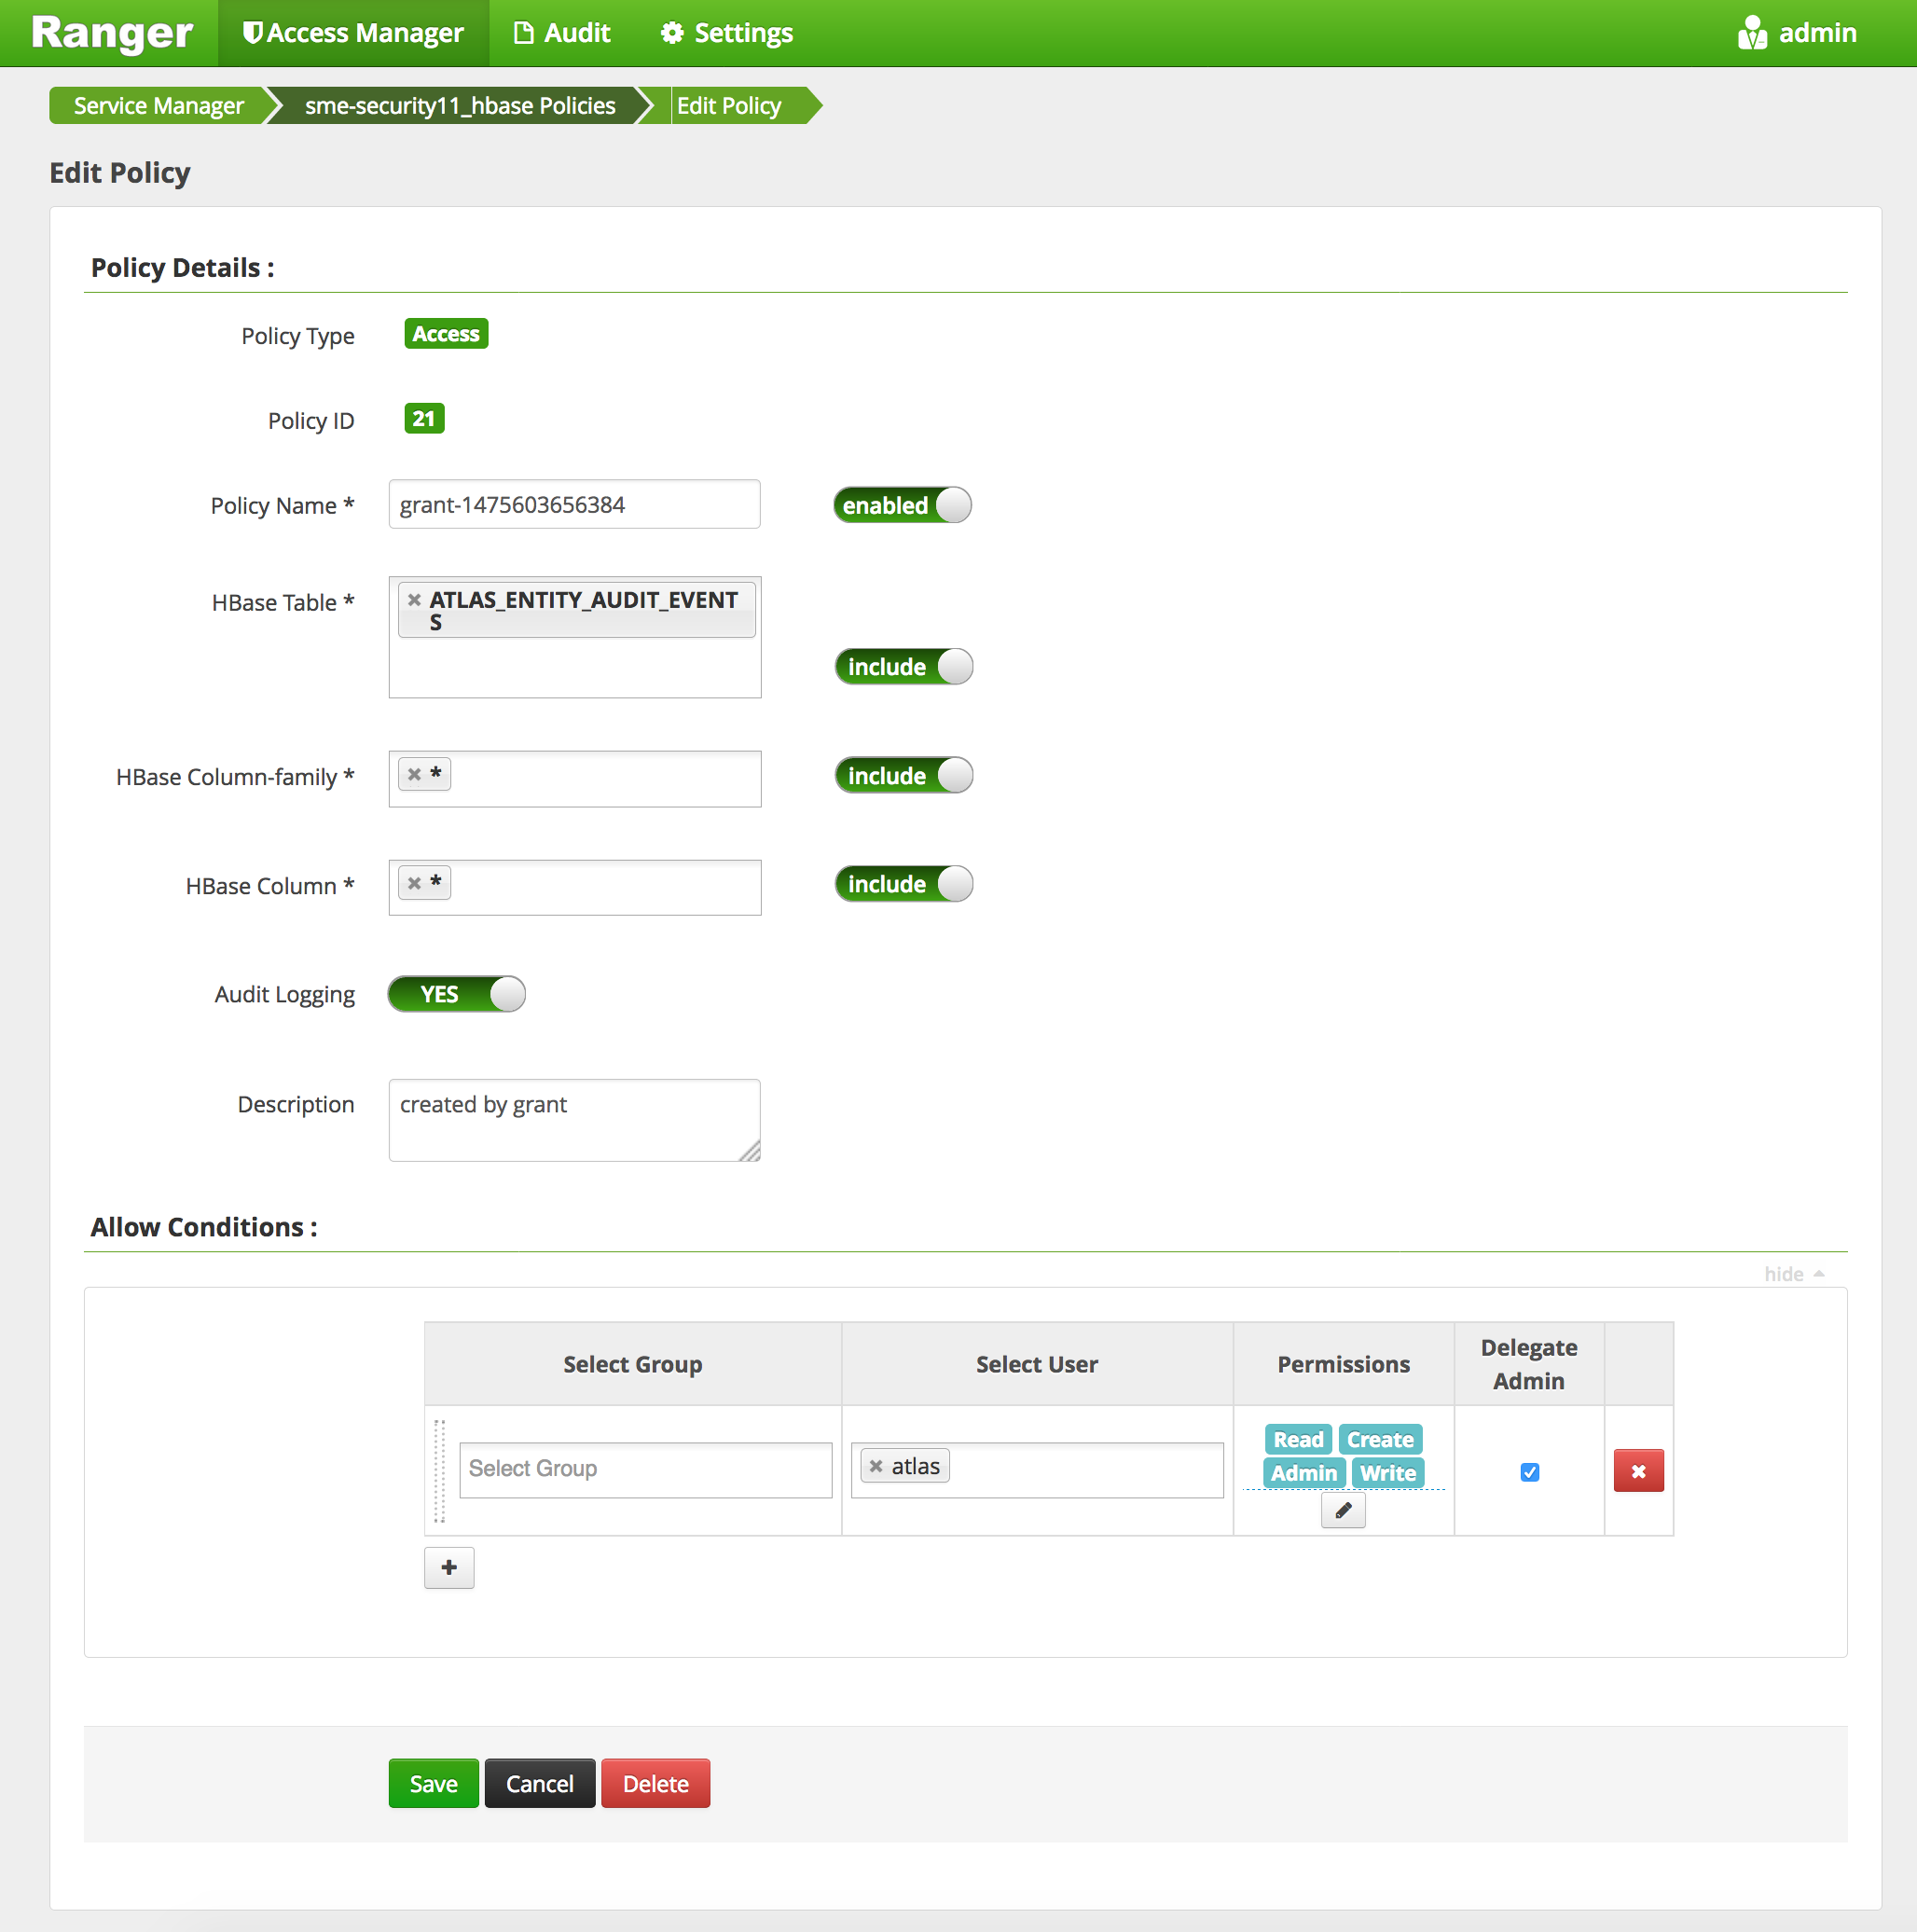 Ranger Access Manager Audit Settings admin
Service Manager sme-security11_hbase Policies Edit Policy
Edit Policy
Policy Details :
Policy Type Access
Policy ID 21
Policy Name * grant-1475603656384 enabled
HBase Table * ATLAS_ENTITY_AUDIT_EVENT
S
include
HBase Column-family * * include
HBase Column * * include
Audit Logging YES
Description created by grant
Allow Conditions :
hide
Select Group Select User Permissions Delegate
Admin
Select Group atlas Read Create
Admin Write
+
Save Cancel Delete